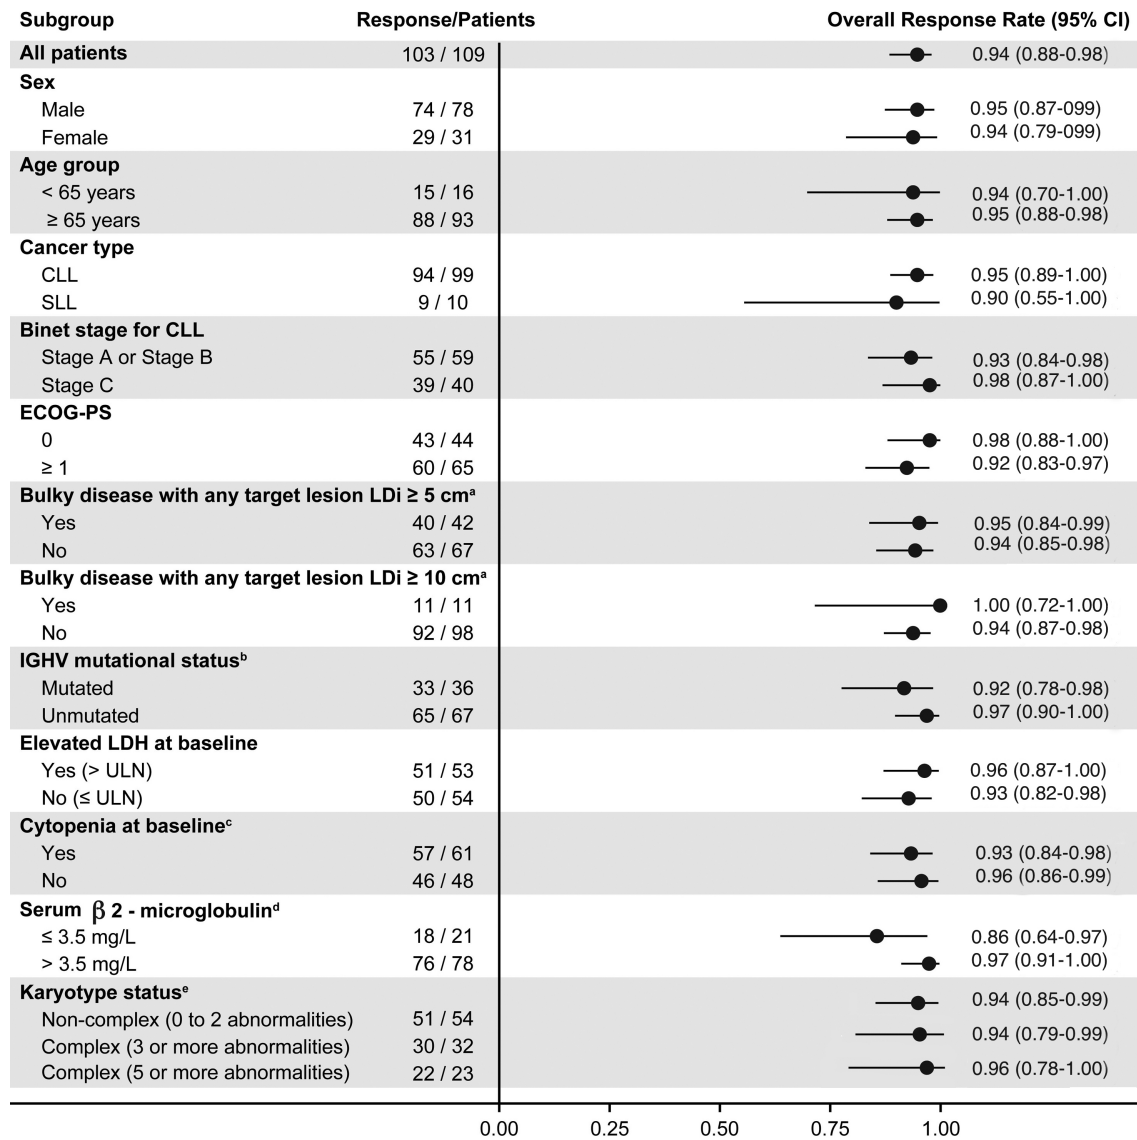 Subgroup Response/Patients Overall Response Rate (95% CI)
All patients 103 / 109 0.94 (0.88-0.98)
Sex
Male 74 / 78 0.95 (0.87-099)
Female 29 / 31 0.94 (0.79-099)
Age group
< 65 years 15 / 16 0.94 (0.70-1.00)
≥ 65 years 88 / 93 0.95 (0.88-0.98)
Cancer type
CLL 94 / 99 0.95 (0.89-1.00)
SLL 9 / 10 0.90 (0.55-1.00)
Binet stage for CLL
Stage A or Stage B 55 / 59 0.93 (0.84-0.98)
Stage C 39 / 40 0.98 (0.87-1.00)
ECOG-PS
0 43 / 44 0.98 (0.88-1.00)
≥ 1 60 / 65 0.92 (0.83-0.97)
Bulky disease with any target lesion LDi ≥ 5 cmᵃ
Yes 40 / 42 0.95 (0.84-0.99)
No 63 / 67 0.94 (0.85-0.98)
Bulky disease with any target lesion LDi ≥ 10 cmᵃ
Yes 11 / 11 1.00 (0.72-1.00)
No 92 / 98 0.94 (0.87-0.98)
IGHV mutational statusᵇ
Mutated 33 / 36 0.92 (0.78-0.98)
Unmutated 65 / 67 0.97 (0.90-1.00)
Elevated LDH at baseline
Yes (> ULN) 51 / 53 0.96 (0.87-1.00)
No (≤ ULN) 50 / 54 0.93 (0.82-0.98)
Cytopenia at baselineᶜ
Yes 57 / 61 0.93 (0.84-0.98)
No 46 / 48 0.96 (0.86-0.99)
Serum β 2 - microglobulinᵈ
≤ 3.5 mg/L 18 / 21 0.86 (0.64-0.97)
> 3.5 mg/L 76 / 78 0.97 (0.91-1.00)
Karyotype statusᵉ
Non-complex (0 to 2 abnormalities) 51 / 54 0.94 (0.85-0.99)
Complex (3 or more abnormalities) 30 / 32 0.94 (0.79-0.99)
Complex (5 or more abnormalities) 22 / 23 0.96 (0.78-1.00)
0.00 0.25 0.50 0.75 1.00